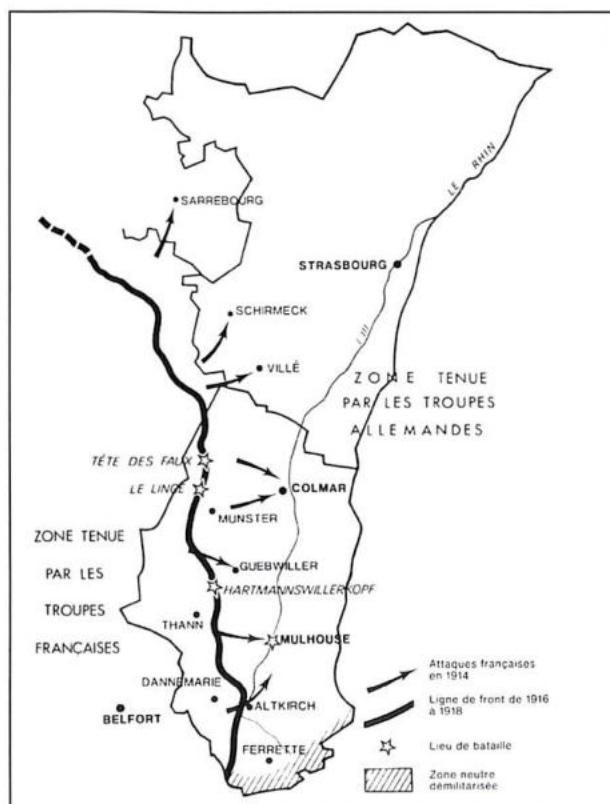 SARREBOURG
LE RHIN
STRASBOURG
SCHIRMECK
L'ILL
VILLÉ
ZONE TENUE
PAR LES TROUPES
ALLEMANDES
TÊTE DES FAUX
LE LINGE
COLMAR
MUNSTER
ZONE TENUE
PAR LES
TROUPES
FRANÇAISES
GUEBWILLER
HARTMANNSWILLERKOPF
THANN
MULHOUSE
DANNEMARIE
ALTKIRCH
BELFORT
FERRETTE
Attaques françaises
en 1914
Ligne de front de 1916
à 1918
Lieu de bataille
Zone neutre
démilitarisée